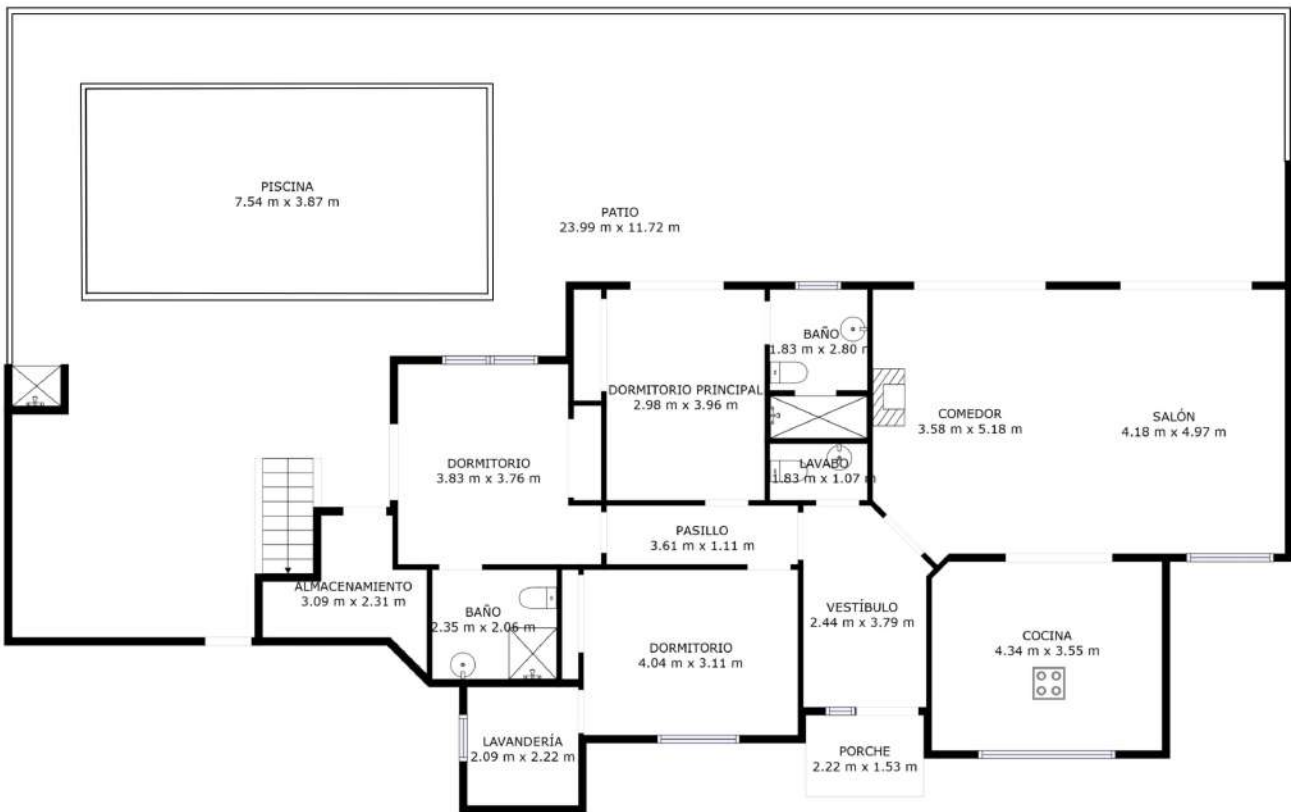 PISCINA
7.54 m x 3.87 m
PATIO
23.99 m x 11.72 m
BAÑO
1.83 m x 2.80 m
DORMITORIO PRINCIPAL
2.98 m x 3.96 m
COMEDOR
3.58 m x 5.18 m
SALÓN
4.18 m x 4.97 m
DORMITORIO
3.83 m x 3.76 m
LAVABO
1.83 m x 1.07 m
PASILLO
3.61 m x 1.11 m
ALMACENAMIENTO
3.09 m x 2.31 m
BAÑO
2.35 m x 2.06 m
VESTÍBULO
2.44 m x 3.79 m
DORMITORIO
4.04 m x 3.11 m
COCINA
4.34 m x 3.55 m
LAVANDERÍA
2.09 m x 2.22 m
PORCHE
2.22 m x 1.53 m